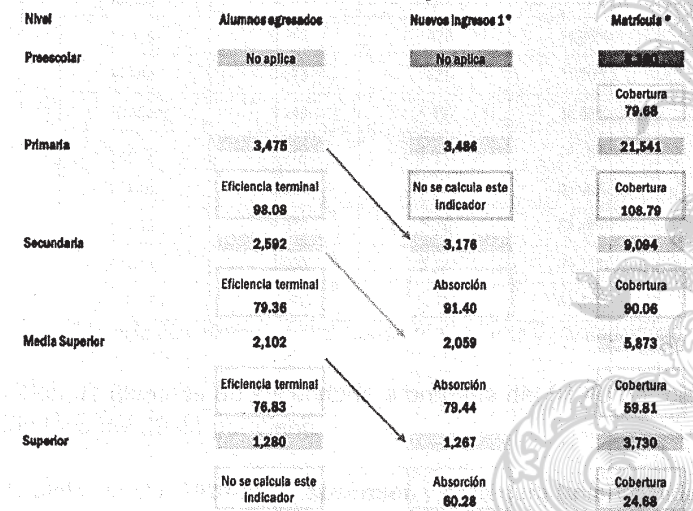 Nivel Alumnos egresados Nuevos ingresos 1° Matrícula *
Preescolar No aplica No aplica
Cobertura
79.68
Primaria 3,475 3,486 21,541
Eficiencia terminal No se calcula este Cobertura
98.08 indicador 108.79
Secundaria 2,592 3,176 9,094
Eficiencia terminal Absorción Cobertura
79.36 91.40 90.06
Media Superior 2,102 2,059 5,873
Eficiencia terminal Absorción Cobertura
76.83 79.44 59.81
Superior 1,280 1,267 3,730
No se calcula este Absorción Cobertura
indicador 60.28 24.68